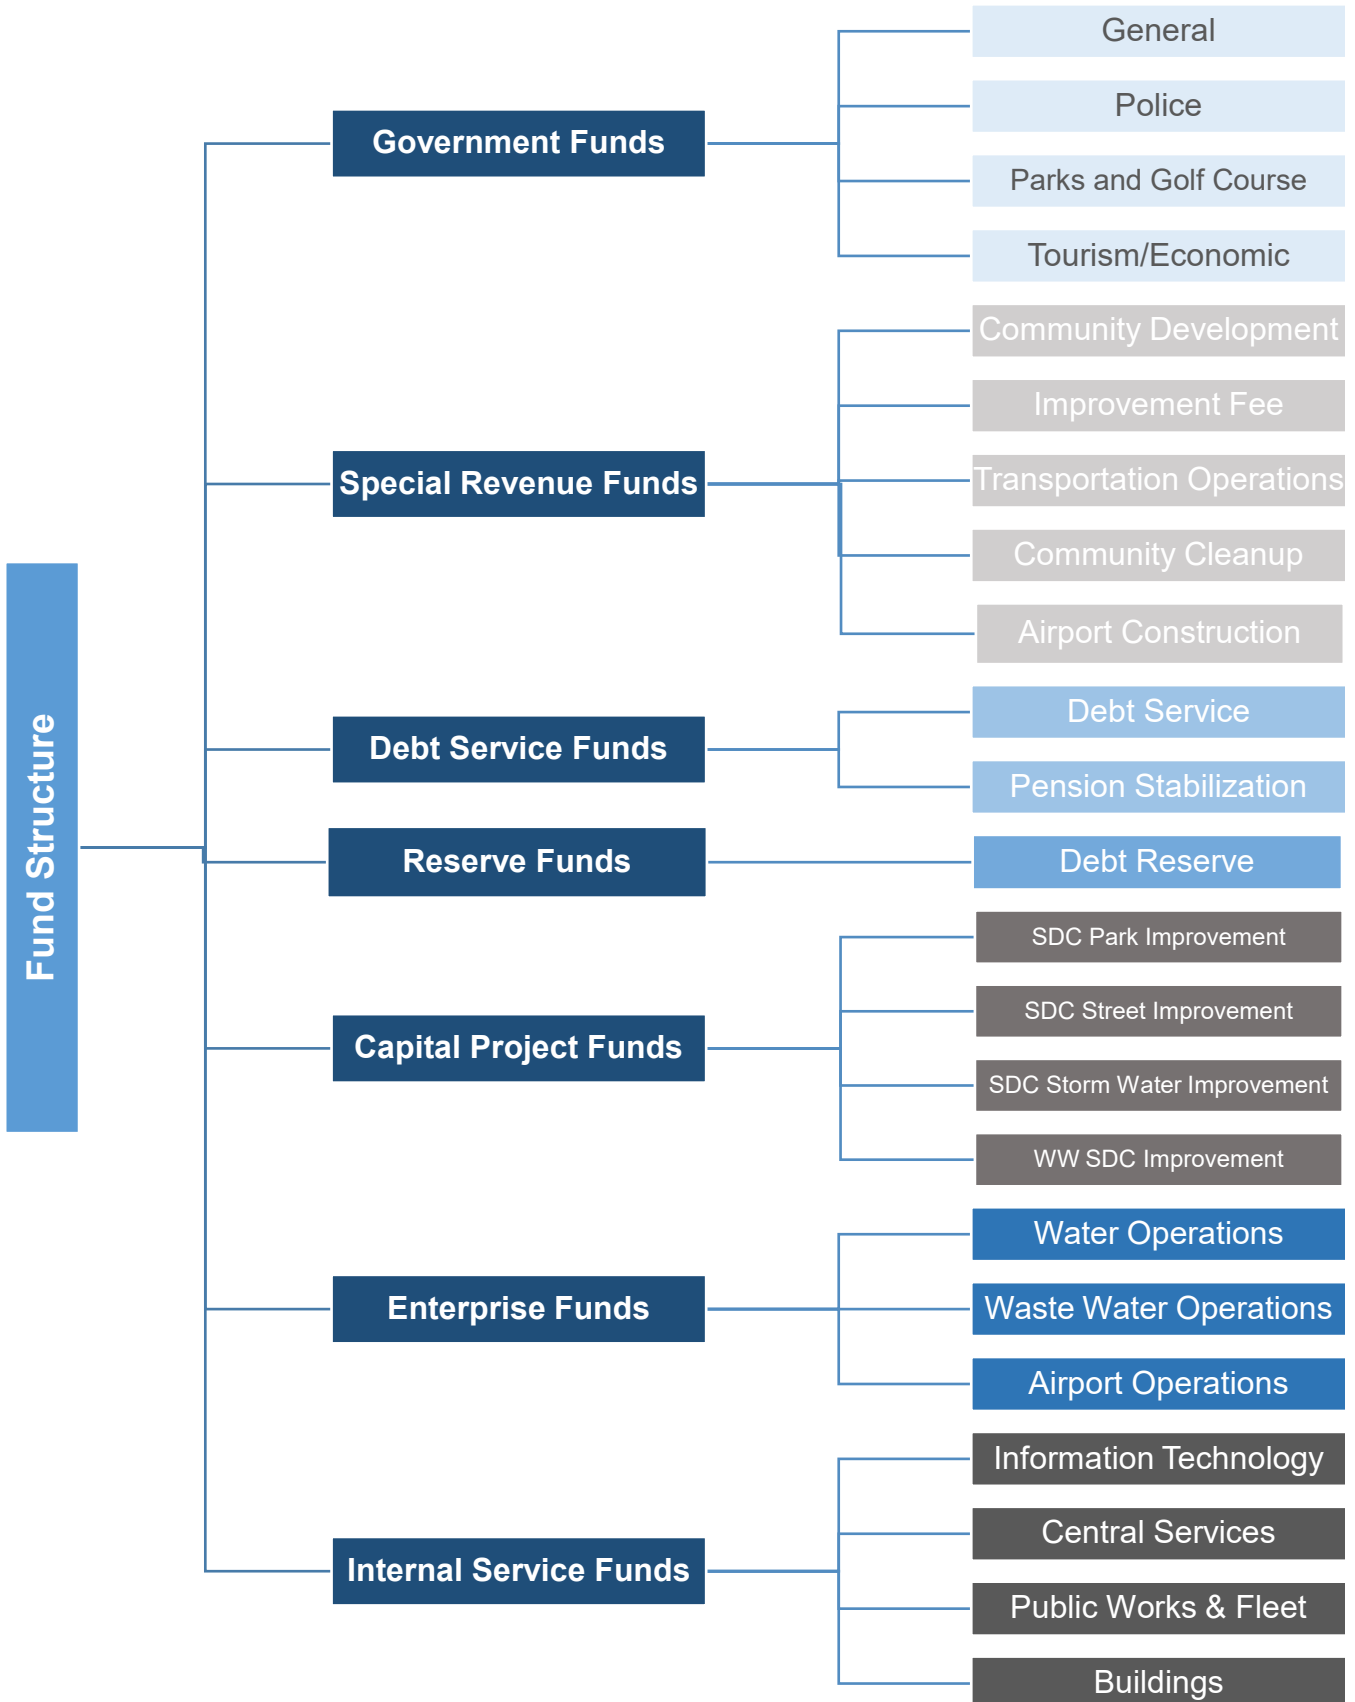 Fund Structure
Government Funds
General
Police
Parks and Golf Course
Tourism/Economic
Special Revenue Funds
Community Development
Improvement Fee
Transportation Operations
Community Cleanup
Airport Construction
Debt Service Funds
Debt Service
Pension Stabilization
Reserve Funds
Debt Reserve
Capital Project Funds
SDC Park Improvement
SDC Street Improvement
SDC Storm Water Improvement
WW SDC Improvement
Enterprise Funds
Water Operations
Waste Water Operations
Airport Operations
Internal Service Funds
Information Technology
Central Services
Public Works & Fleet
Buildings